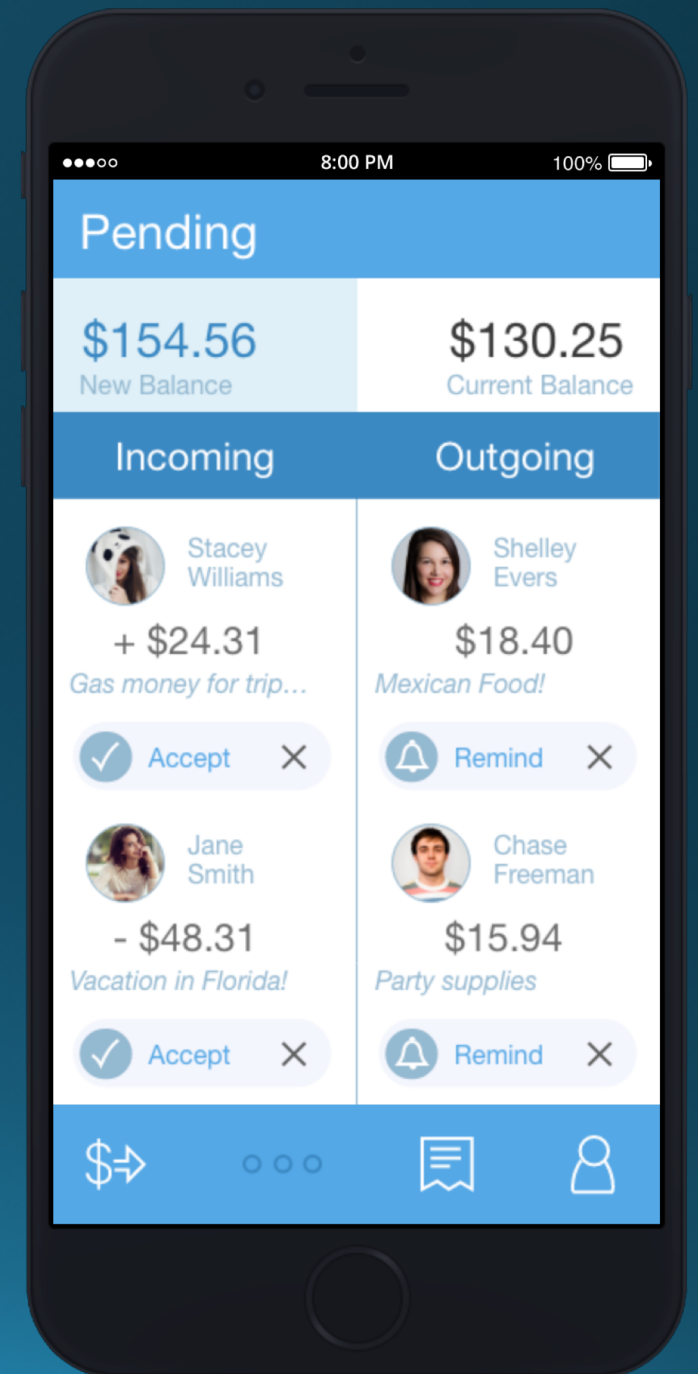 8:00 PM 100%
Pending
$154.56 $130.25
New Balance Current Balance
Incoming Outgoing
Stacey
Williams
+ $24.31
Gas money for trip...
Accept
Shelley
Evers
$18.40
Mexican Food!
Remind
Jane
Smith
- $48.31
Vacation in Florida!
Accept
Chase
Freeman
$15.94
Party supplies
Remind
$